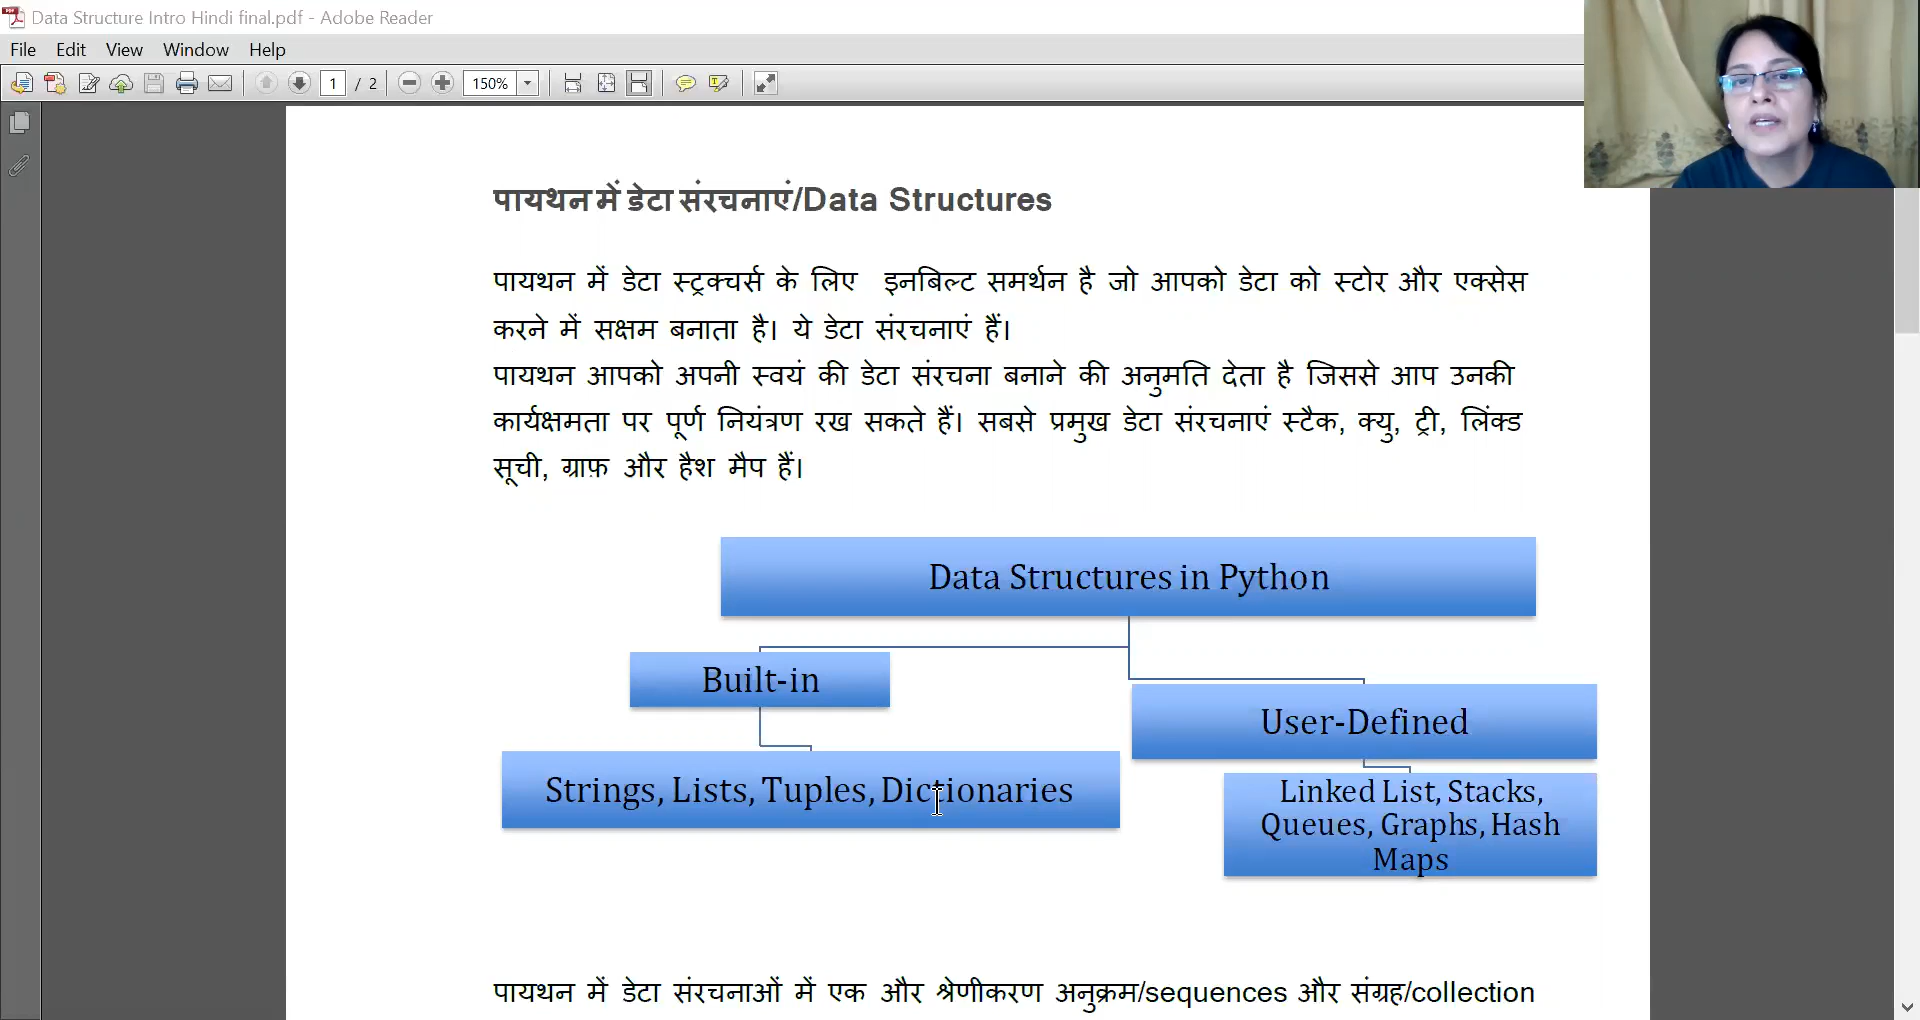 Data Structure Intro Hindi final.pdf - Adobe Reader
File Edit View Window Help
1 / 2 150%
पायथन में डेटा संरचनाएं/Data Structures
पायथन में डेटा स्ट्रक्चर्स के लिए इनबिल्ट समर्थन है जो आपको डेटा को स्टोर और एक्सेस
करने में सक्षम बनाता है। ये डेटा संरचनाएं हैं।
पायथन आपको अपनी स्वयं की डेटा संरचना बनाने की अनुमति देता है जिससे आप उनकी
कार्यक्षमता पर पूर्ण नियंत्रण रख सकते हैं। सबसे प्रमुख डेटा संरचनाएं स्टैक, क्यु, ट्री, लिंक्ड
सूची, ग्राफ़ और हैश मैप हैं।
Data Structures in Python
Built-in
User-Defined
Strings, Lists, Tuples, Dictionaries
Linked List, Stacks,
Queues, Graphs, Hash
Maps
पायथन में डेटा संरचनाओं में एक और श्रेणीकरण अनुक्रम/sequences और संग्रह/collection